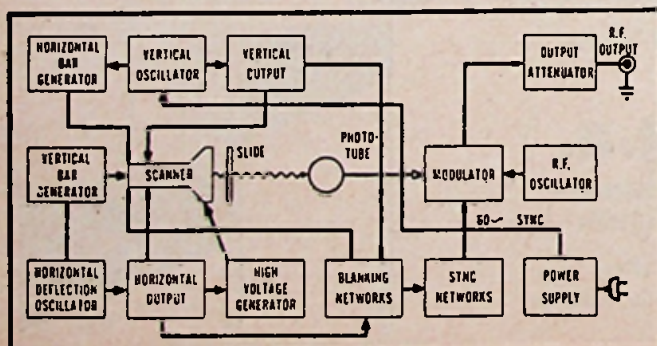 HORIZONTAL
BAR
GENERATOR
VERTICAL
OSCILLATOR
VERTICAL
OUTPUT
OUTPUT
ATTENUATOR
R.F.
OUTPUT
VERTICAL
BAR
GENERATOR
SCANNER
SLIDE
PHOTO-
TUBE
MODULATOR
R.F.
OSCILLATOR
60~ SYNC
HORIZONTAL
DEFLECTION
OSCILLATOR
HORIZONTAL
OUTPUT
HIGH
VOLTAGE
GENERATOR
BLANKING
NETWORKS
SYNC
NETWORKS
POWER
SUPPLY